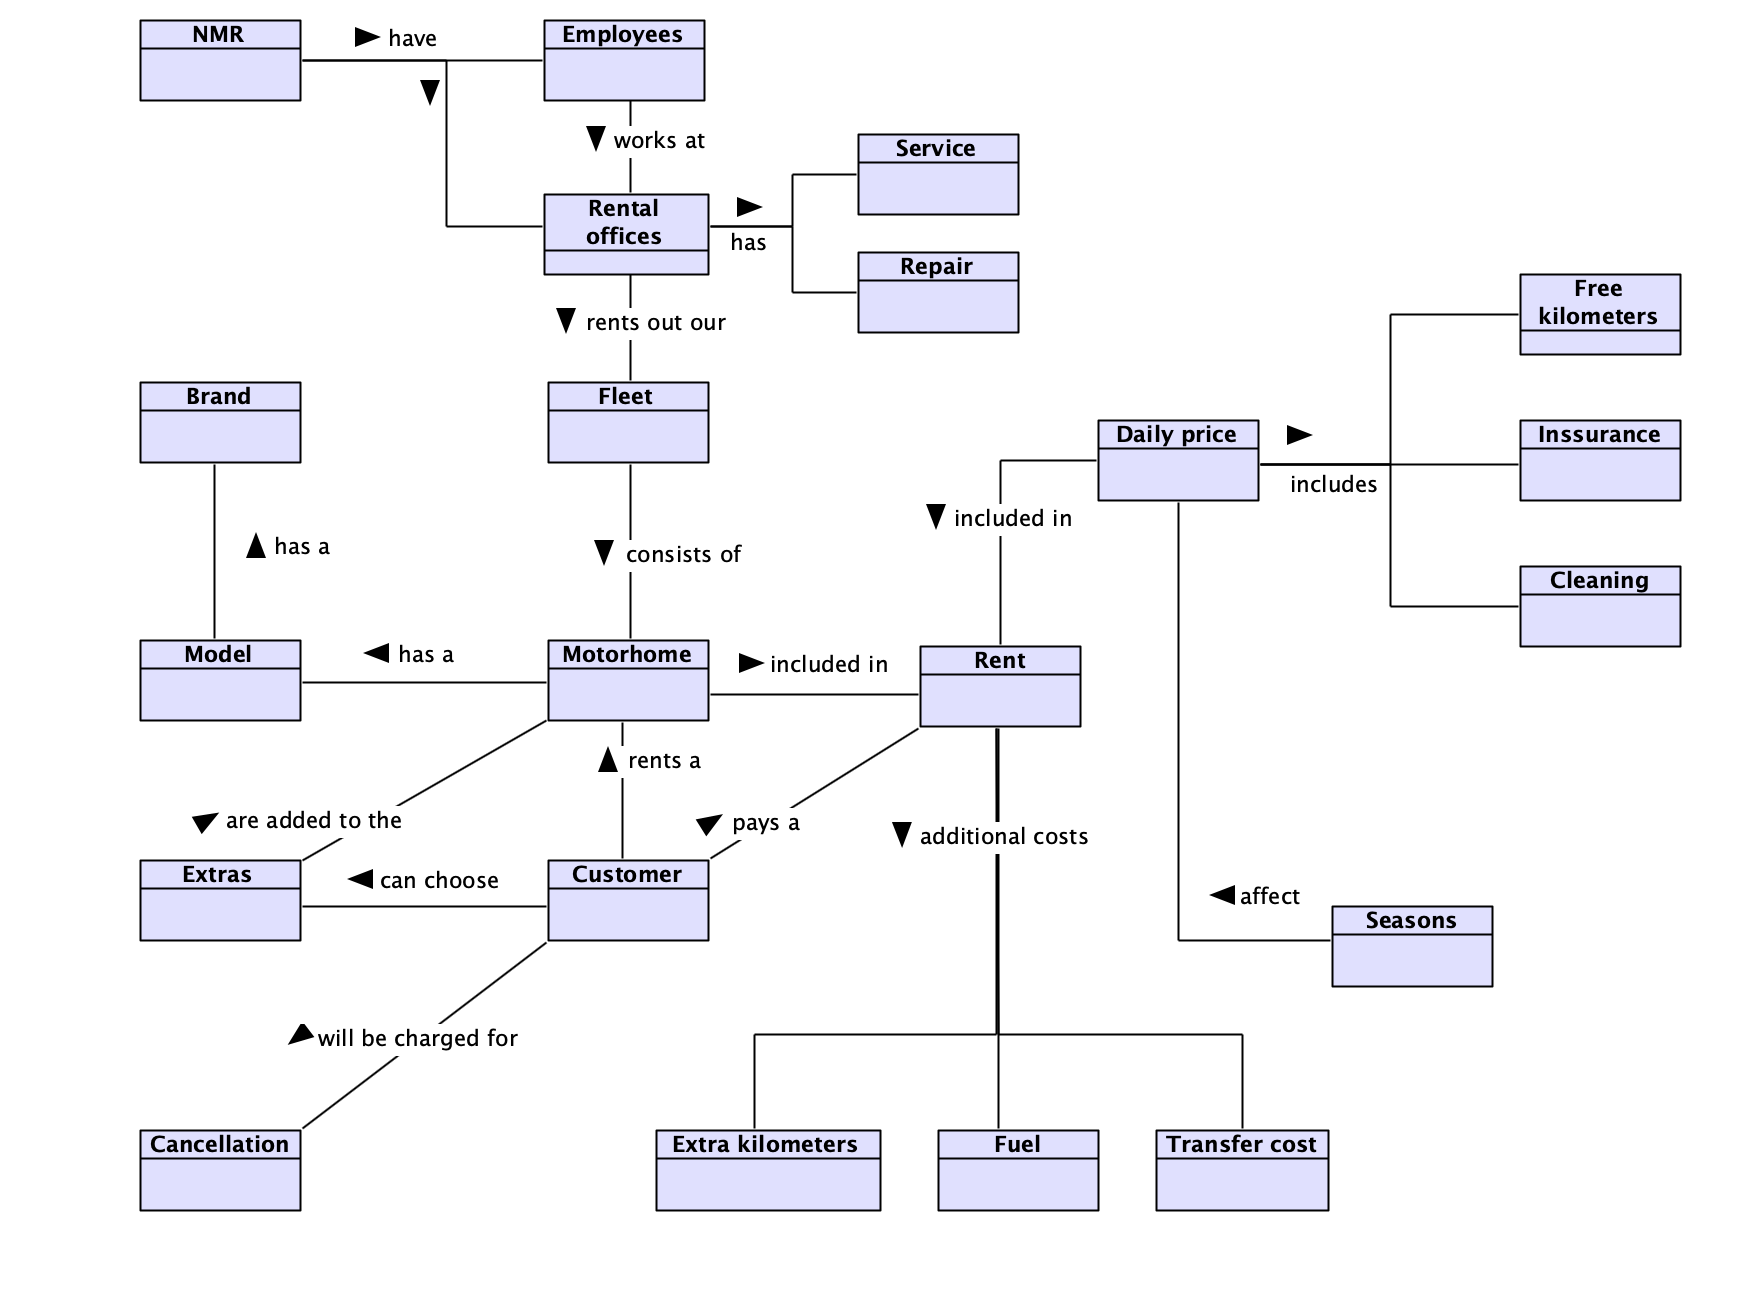 NMR
have
Employees
works at
Service
Rental
offices
has
Repair
Free
kilometers
rents out our
Brand
Fleet
Daily price
Inssurance
includes
included in
has a
consists of
Cleaning
Model
has a
Motorhome
included in
Rent
rents a
are added to the
pays a
additional costs
Extras
can choose
Customer
affect
Seasons
will be charged for
Cancellation
Extra kilometers
Fuel
Transfer cost